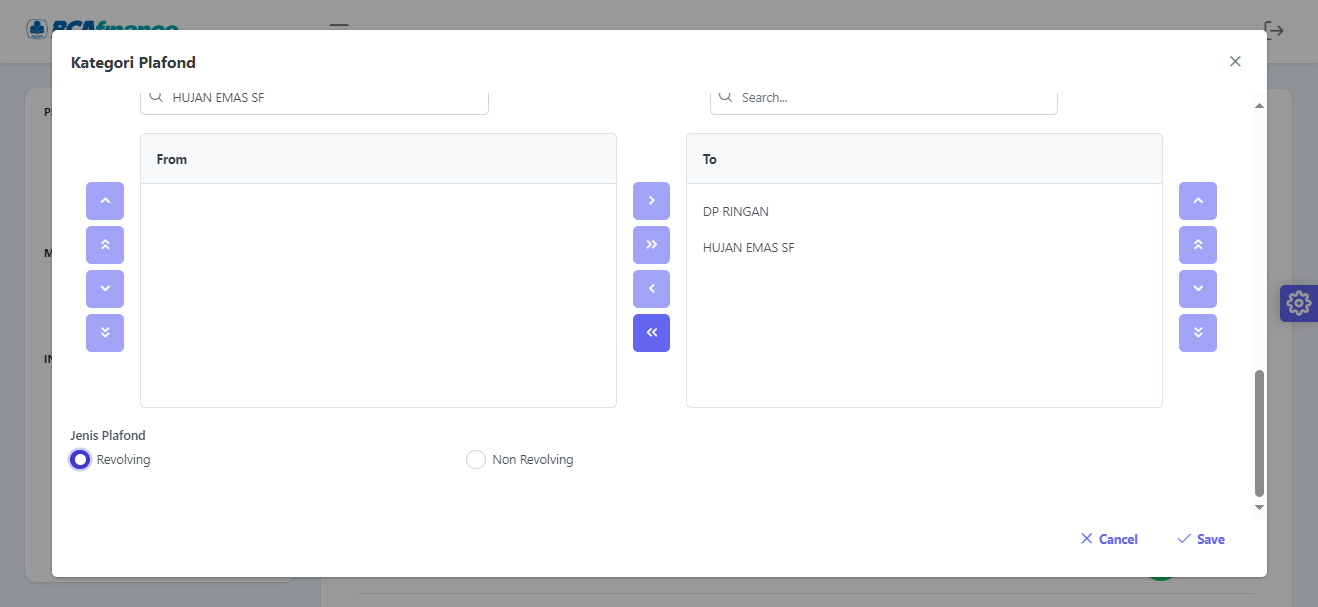 BCAfinance
Kategori Plafond
HUJAN EMAS SF
Search...
From
To
DP RINGAN
HUJAN EMAS SF
Jenis Plafond
Revolving
Non Revolving
Cancel
Save